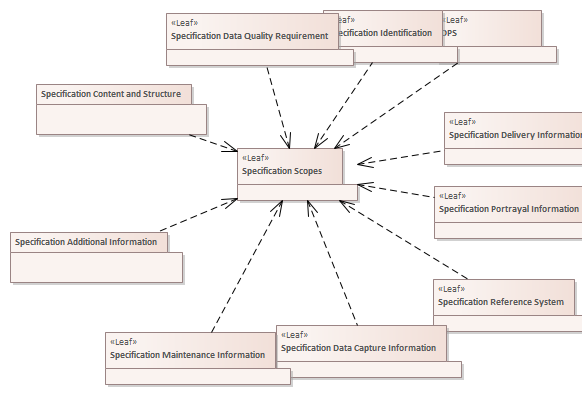 «Leaf»
Specification Data Quality Requirement
eaf»
ecification Identification
«Leaf»
DPS
Specification Content and Structure
«Leaf»
Specification Delivery Information
«Leaf»
Specification Scopes
«Leaf»
Specification Portrayal Information
Specification Additional Information
«Leaf»
Specification Reference System
«Leaf»
Specification Maintenance Information
«Leaf»
Specification Data Capture Information